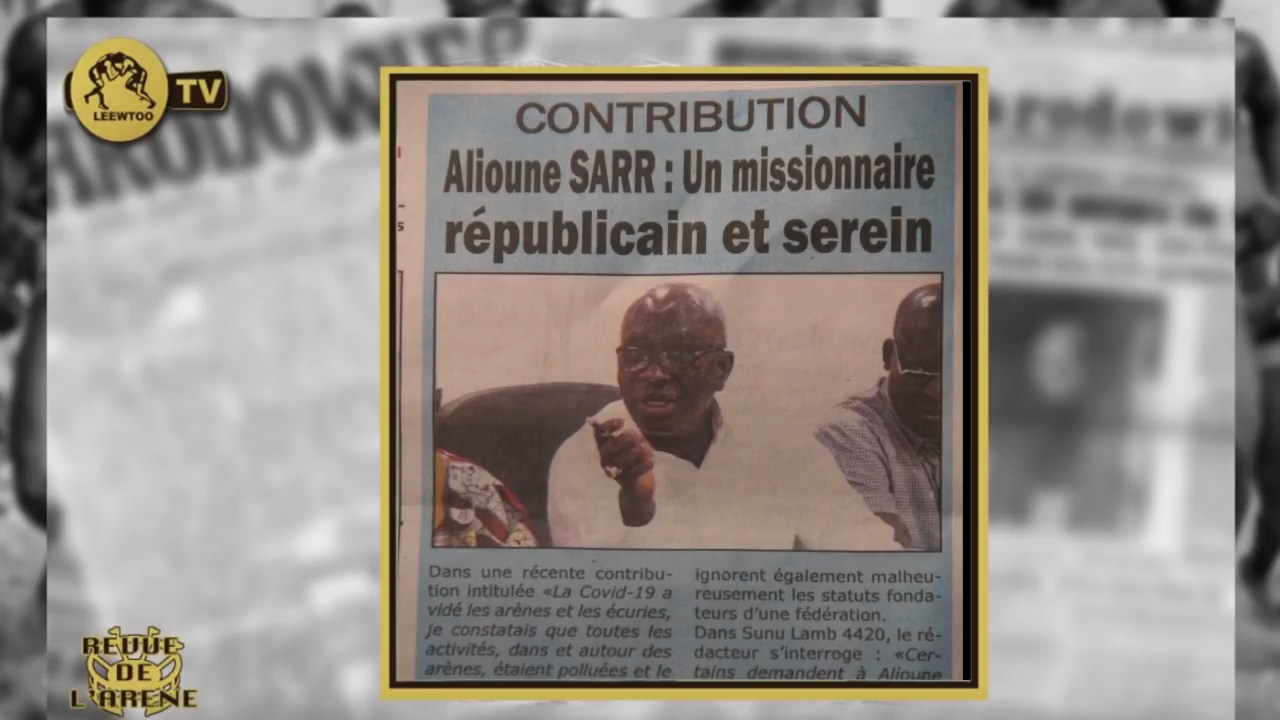 LEEWTOO
TV
CONTRIBUTION
Alioune SARR : Un missionnaire
républicain et serein
Dans une récente contribu-
tion intitulée «La Covid-19 a
vidé les arènes et les écuries,
je constatais que toutes les
activités, dans et autour des
arènes, étaient polluées et le
ignorent également malheu-
reusement les statuts fonda-
teurs d'une fédération.
Dans Sunu Lamb 4420, le ré-
dacteur s'interroge : «Cer-
tains demandent à Alioune
REVUE
DE
L'ARENE